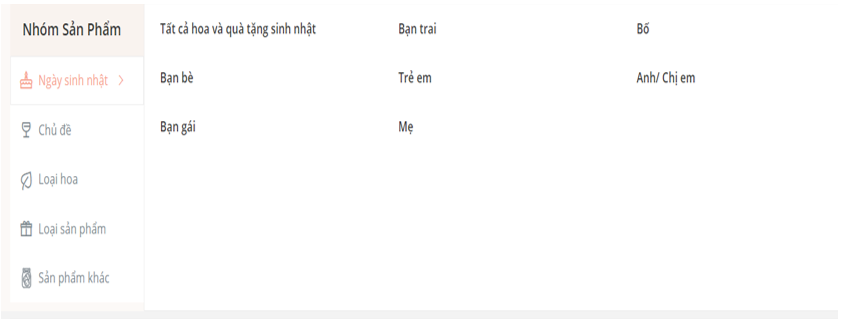 Nhóm Sản Phẩm
Ngày sinh nhật
Chủ đề
Loại hoa
Loại sản phẩm
Sản phẩm khác
Tất cả hoa và quà tặng sinh nhật
Bạn trai
Bố
Bạn bè
Trẻ em
Anh/ Chị em
Bạn gái
Mẹ